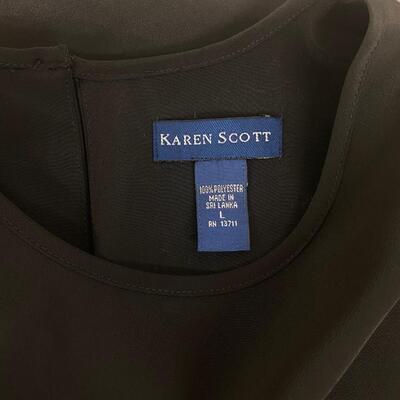 KAREN SCOTT
100% POLYESTER
MADE IN
SRI LANKA
L
RN 13711